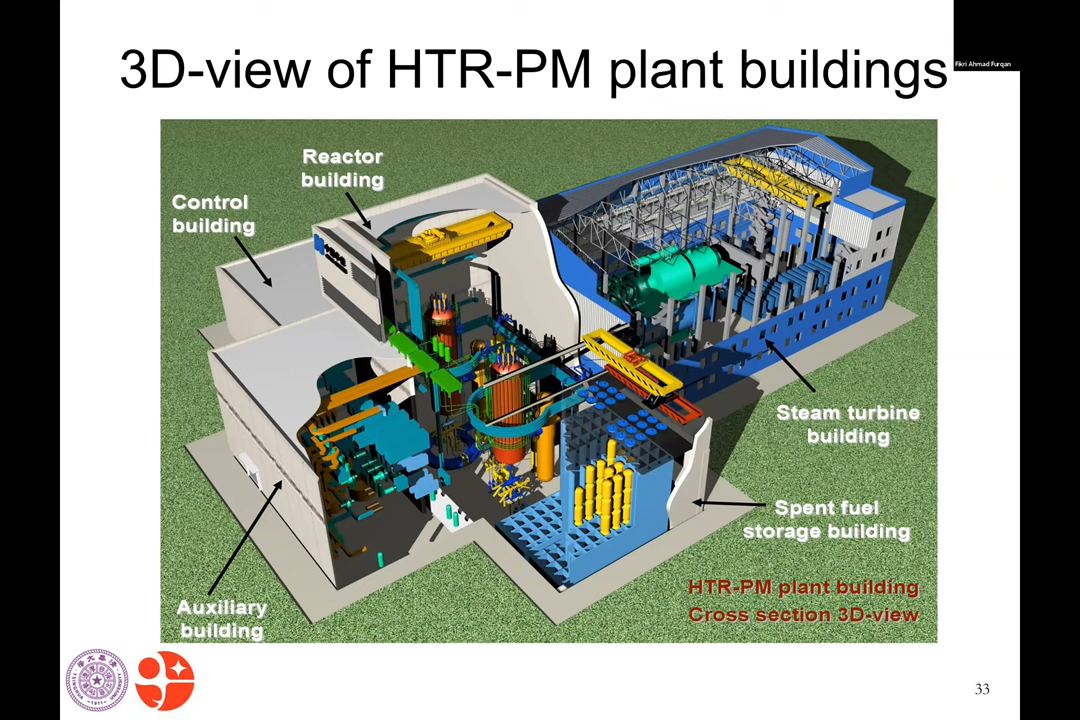 3D-view of HTR-PM plant buildings
Fikri Ahmad Furqan
Reactor
building
Control
building
Steam turbine
building
Spent fuel
storage building
HTR-PM plant building
Cross section 3D-view
Auxiliary
building
1911
33